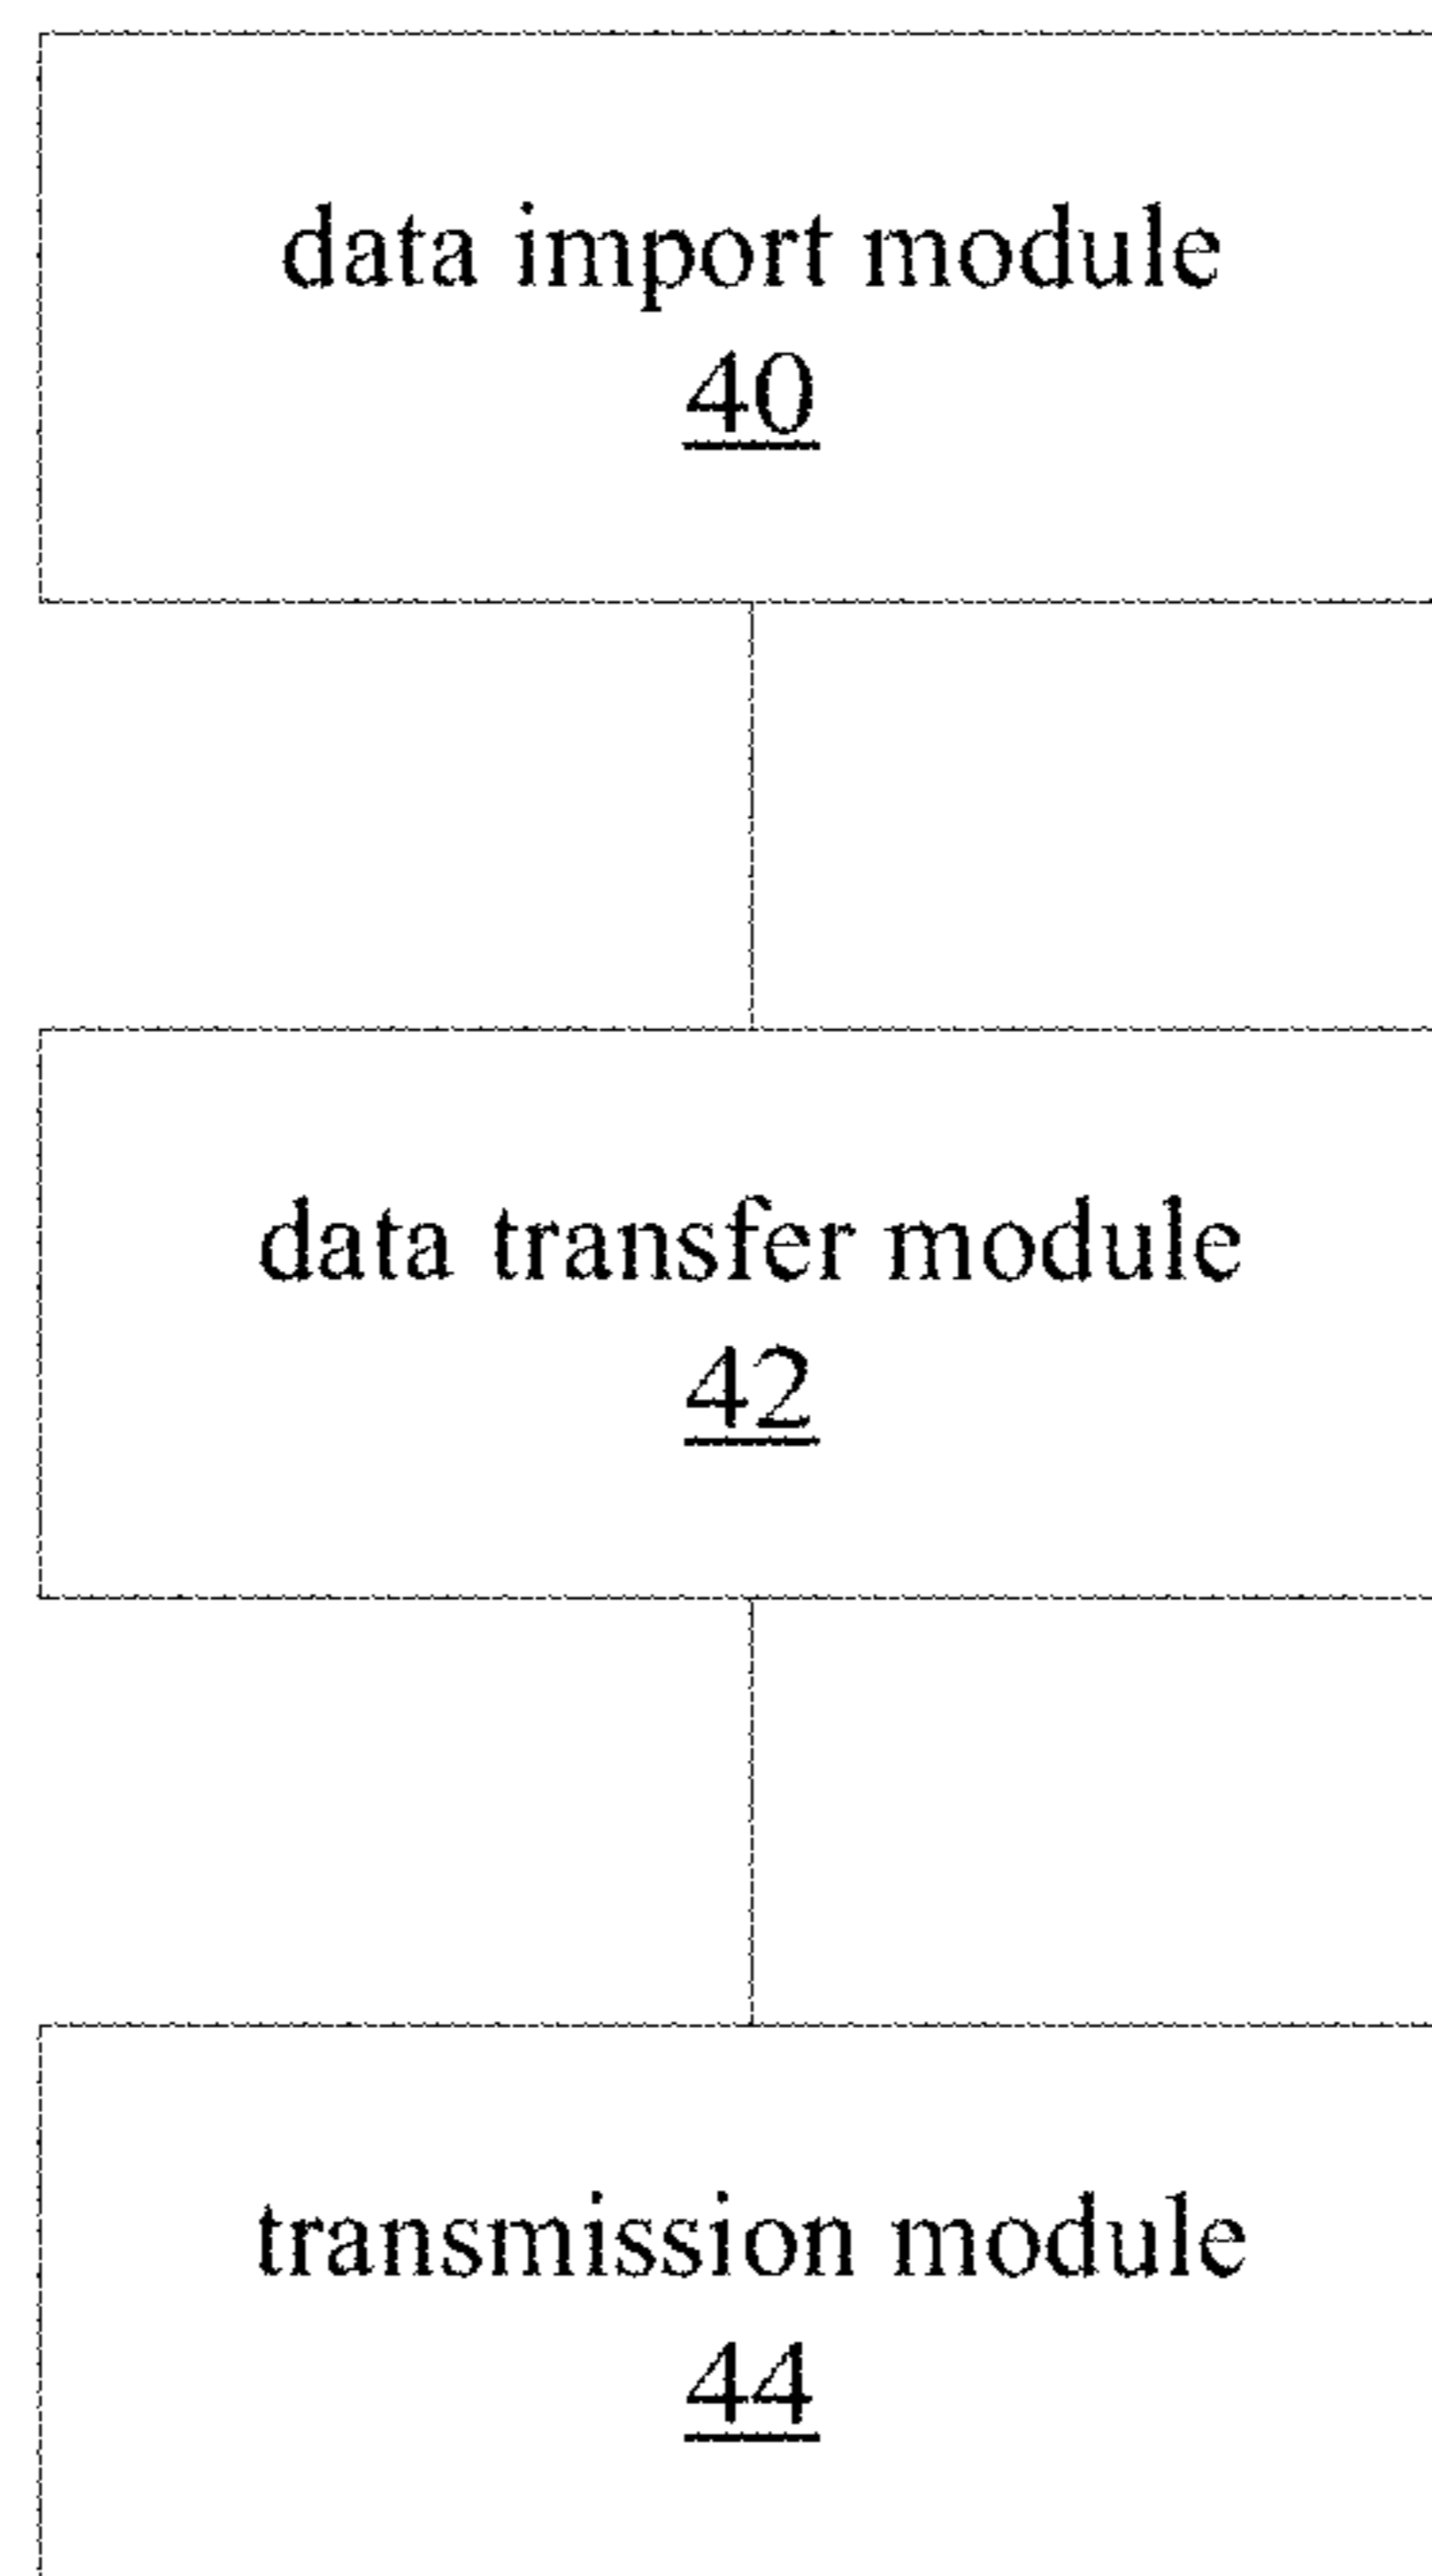 data import module
40
data transfer module
42
transmission module
44